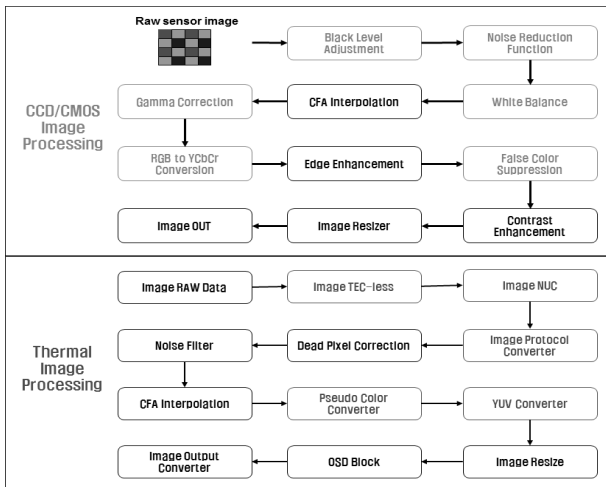 Raw sensor image
Black Level
Adjustment
Noise Reduction
Function
Gamma Correction
CFA Interpolation
White Balance
CCD/CMOS
Image
Processing
RGB to YCbCr
Conversion
Edge Enhancement
False Color
Suppression
Image OUT
Image Resizer
Contrast
Enhancement
Image RAW Data
Image TEC-less
Image NUC
Thermal
Image
Processing
Noise Filter
Dead Pixel Correction
Image Protocol
Converter
CFA Interpolation
Pseudo Color
Converter
YUV Converter
Image Output
Converter
OSD Block
Image Resize